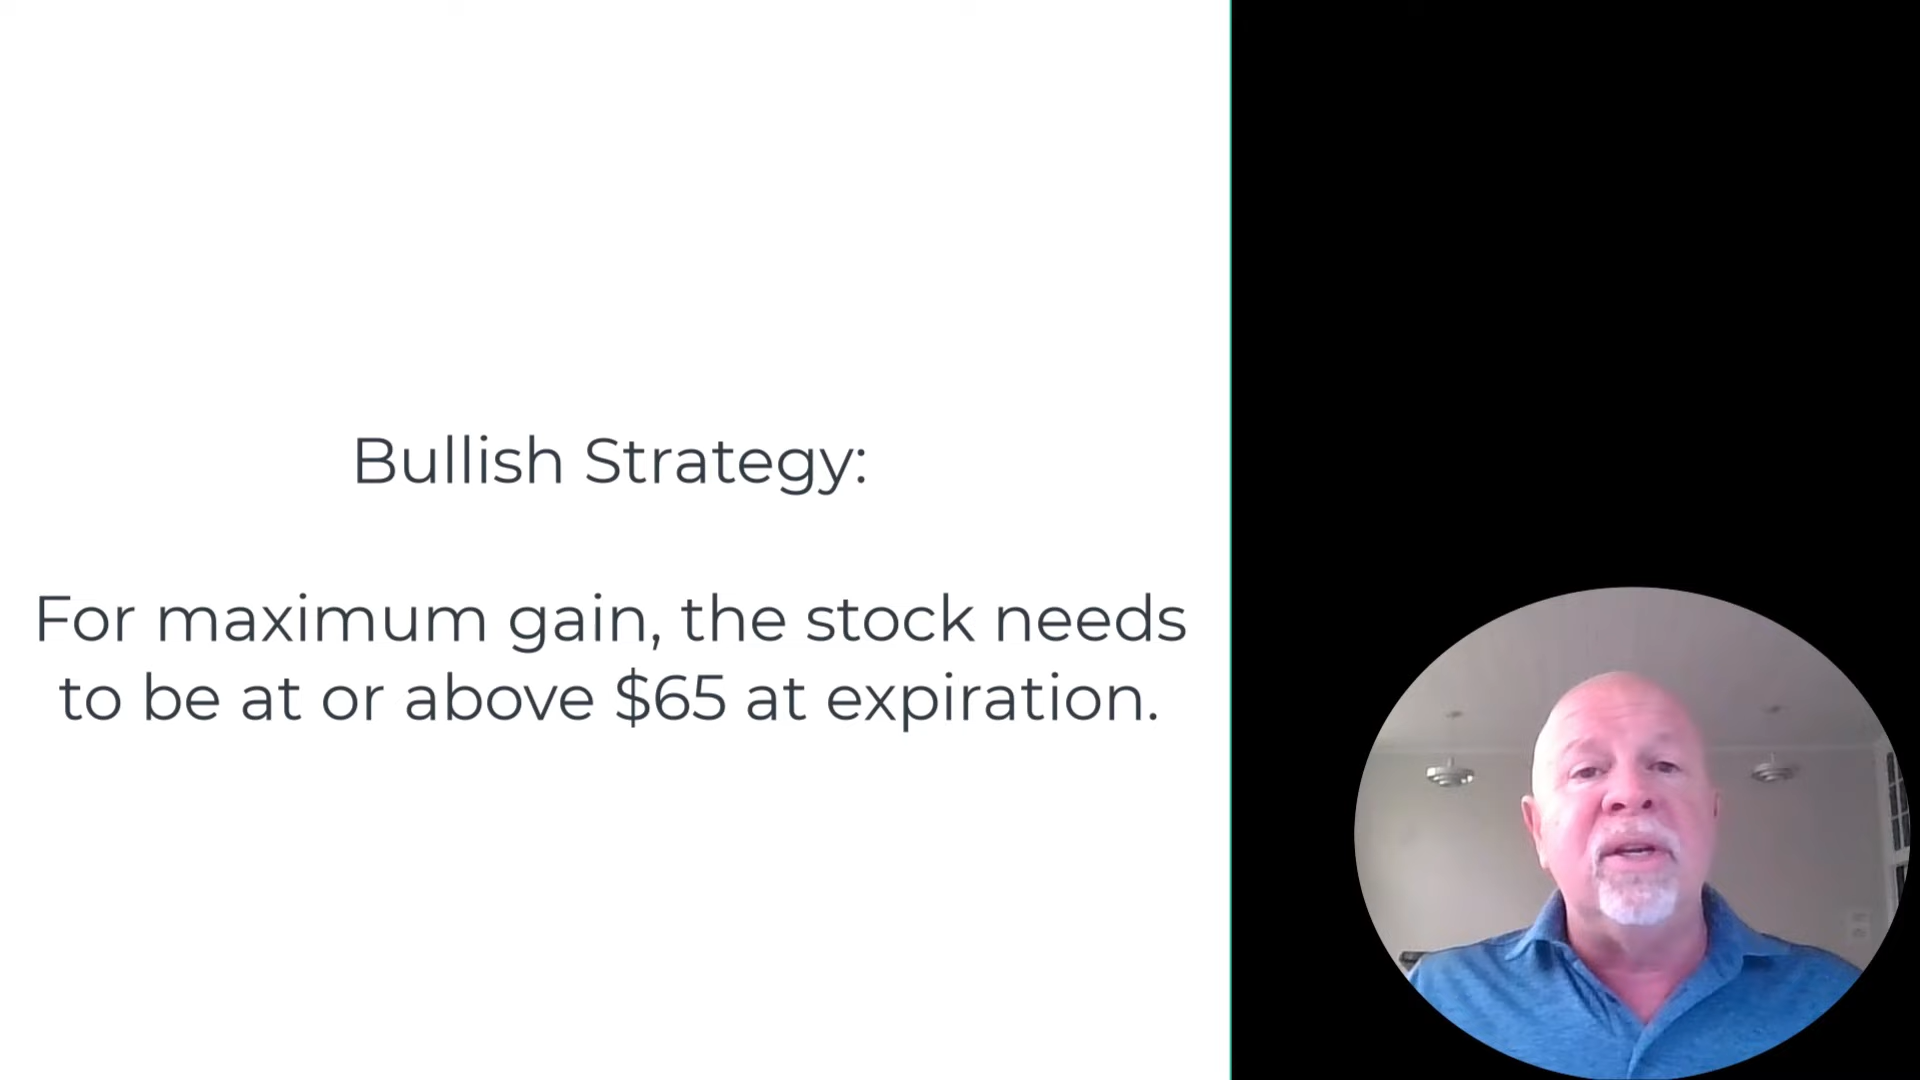 Bullish Strategy:
For maximum gain, the stock needs
to be at or above $65 at expiration.